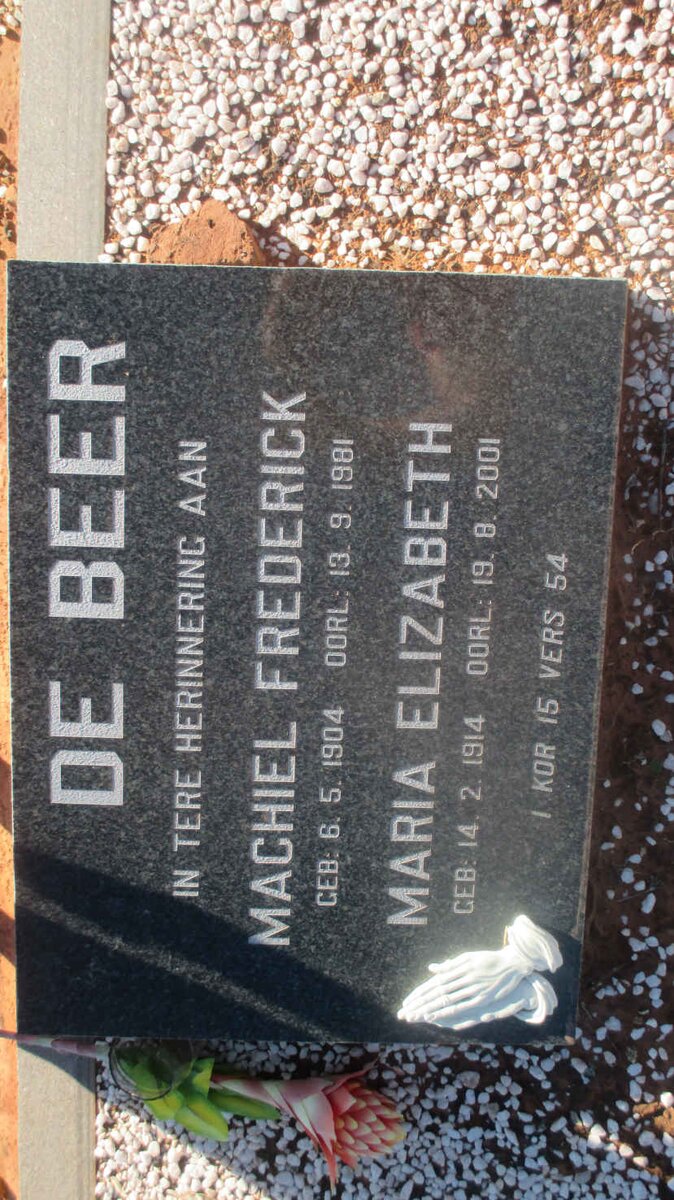 DE BEER
IN TERE HERINNERING AAN
MACHIEL FREDERICK
GEB: 6. 5. 1904 OORL: 13. 9. 1981
MARIA ELIZABETH
GEB: 14. 2. 1914 OORL: 19. 8. 2001
1 KOR 15 VERS 54